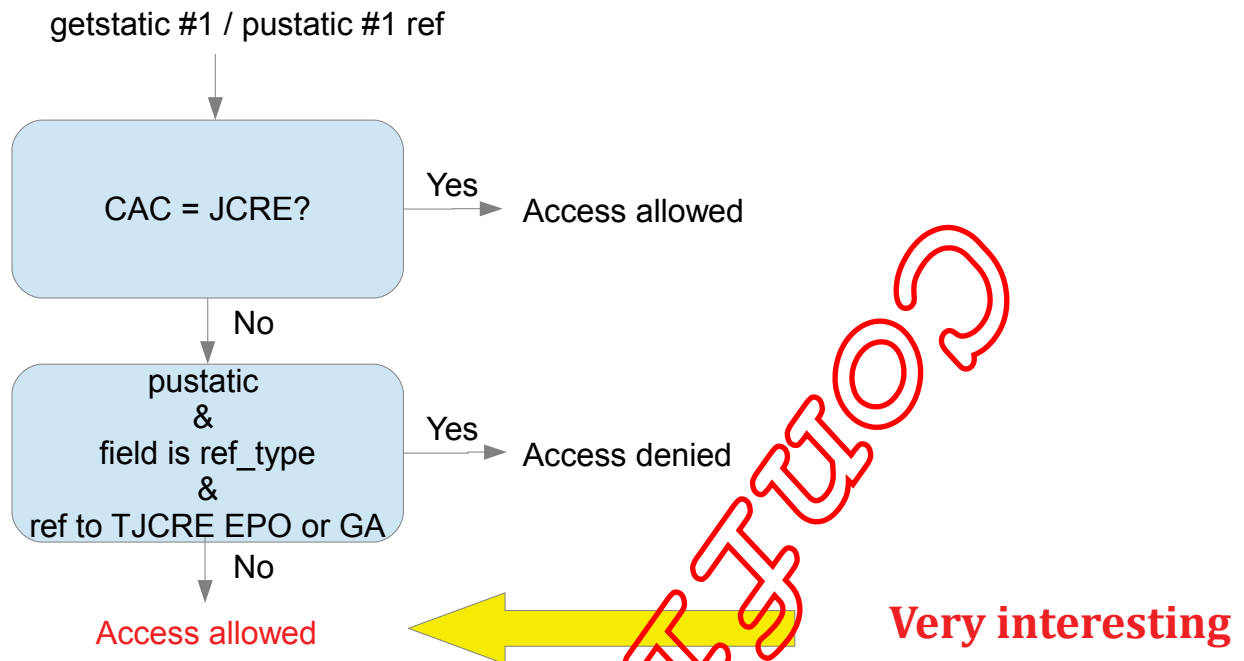 getstatic #1 / pustatic #1 ref
CAC = JCRE?
Yes
Access allowed
No
pustatic
&
field is ref_type
&
ref to TJCRE EPO or GA
Yes
Access denied
No
Access allowed
Very interesting